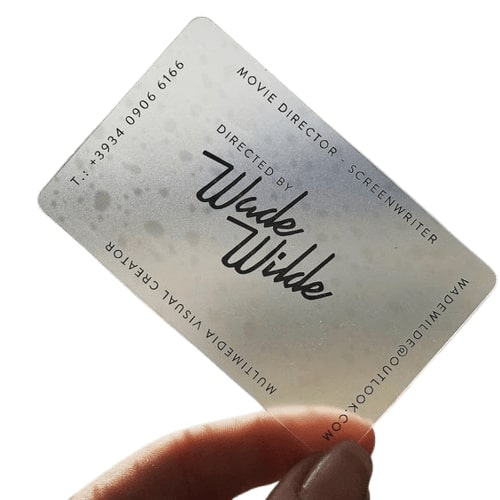 MOVIE DIRECTOR - SCREENWRITER
T.: +3934 0906 6166
DIRECTED BY
Wade
Wilde
WADEWILDE@OUTLOOK.COM
MULTIMEDIA VISUAL CREATOR